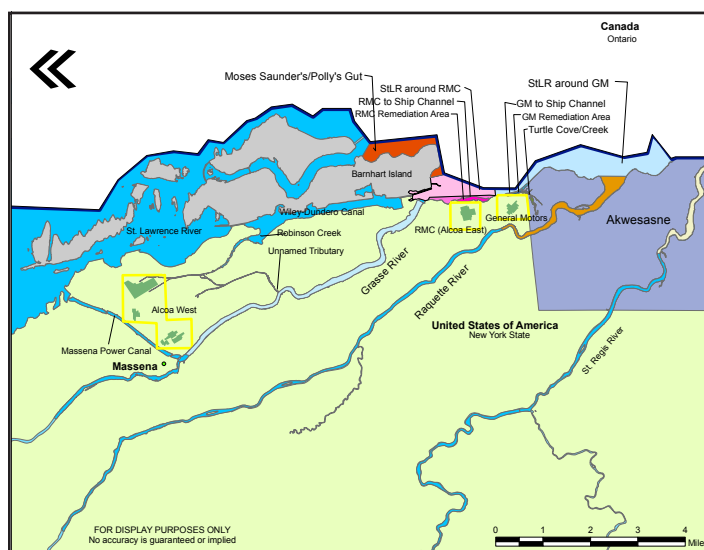 Canada
Ontario
Moses Saunder's/Polly's Gut
StLR around RMC
RMC to Ship Channel
RMC Remediation Area
StLR around GM
GM to Ship Channel
GM Remediation Area
Turtle Cove/Creek
Barnhart Island
Wiley-Dundero Canal
St. Lawrence River
Robinson Creek
Unnamed Tributary
Grasse River
RMC (Alcoa East)
General Motors
Akwesasne
Raquette River
Alcoa West
Massena Power Canal
Massena
United States of America
New York State
St. Regis River
FOR DISPLAY PURPOSES ONLY
No accuracy is guaranteed or implied
0 1 2 3 4
Mile